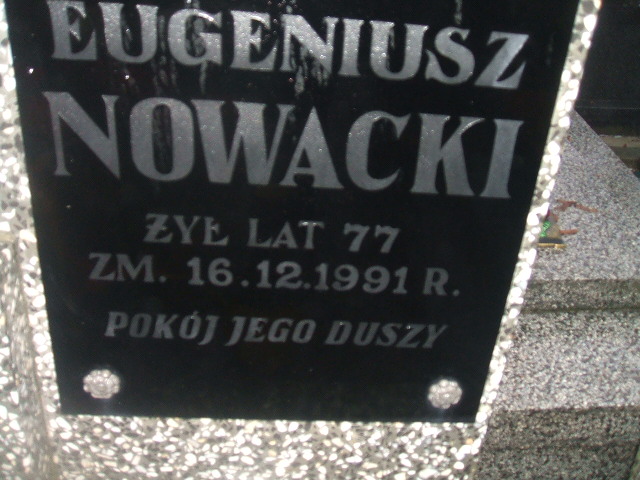 EUGENIUSZ
NOWACKI
ŻYŁ LAT 77
ZM. 16.12.1991 R.
POKÓJ JEGO DUSZY